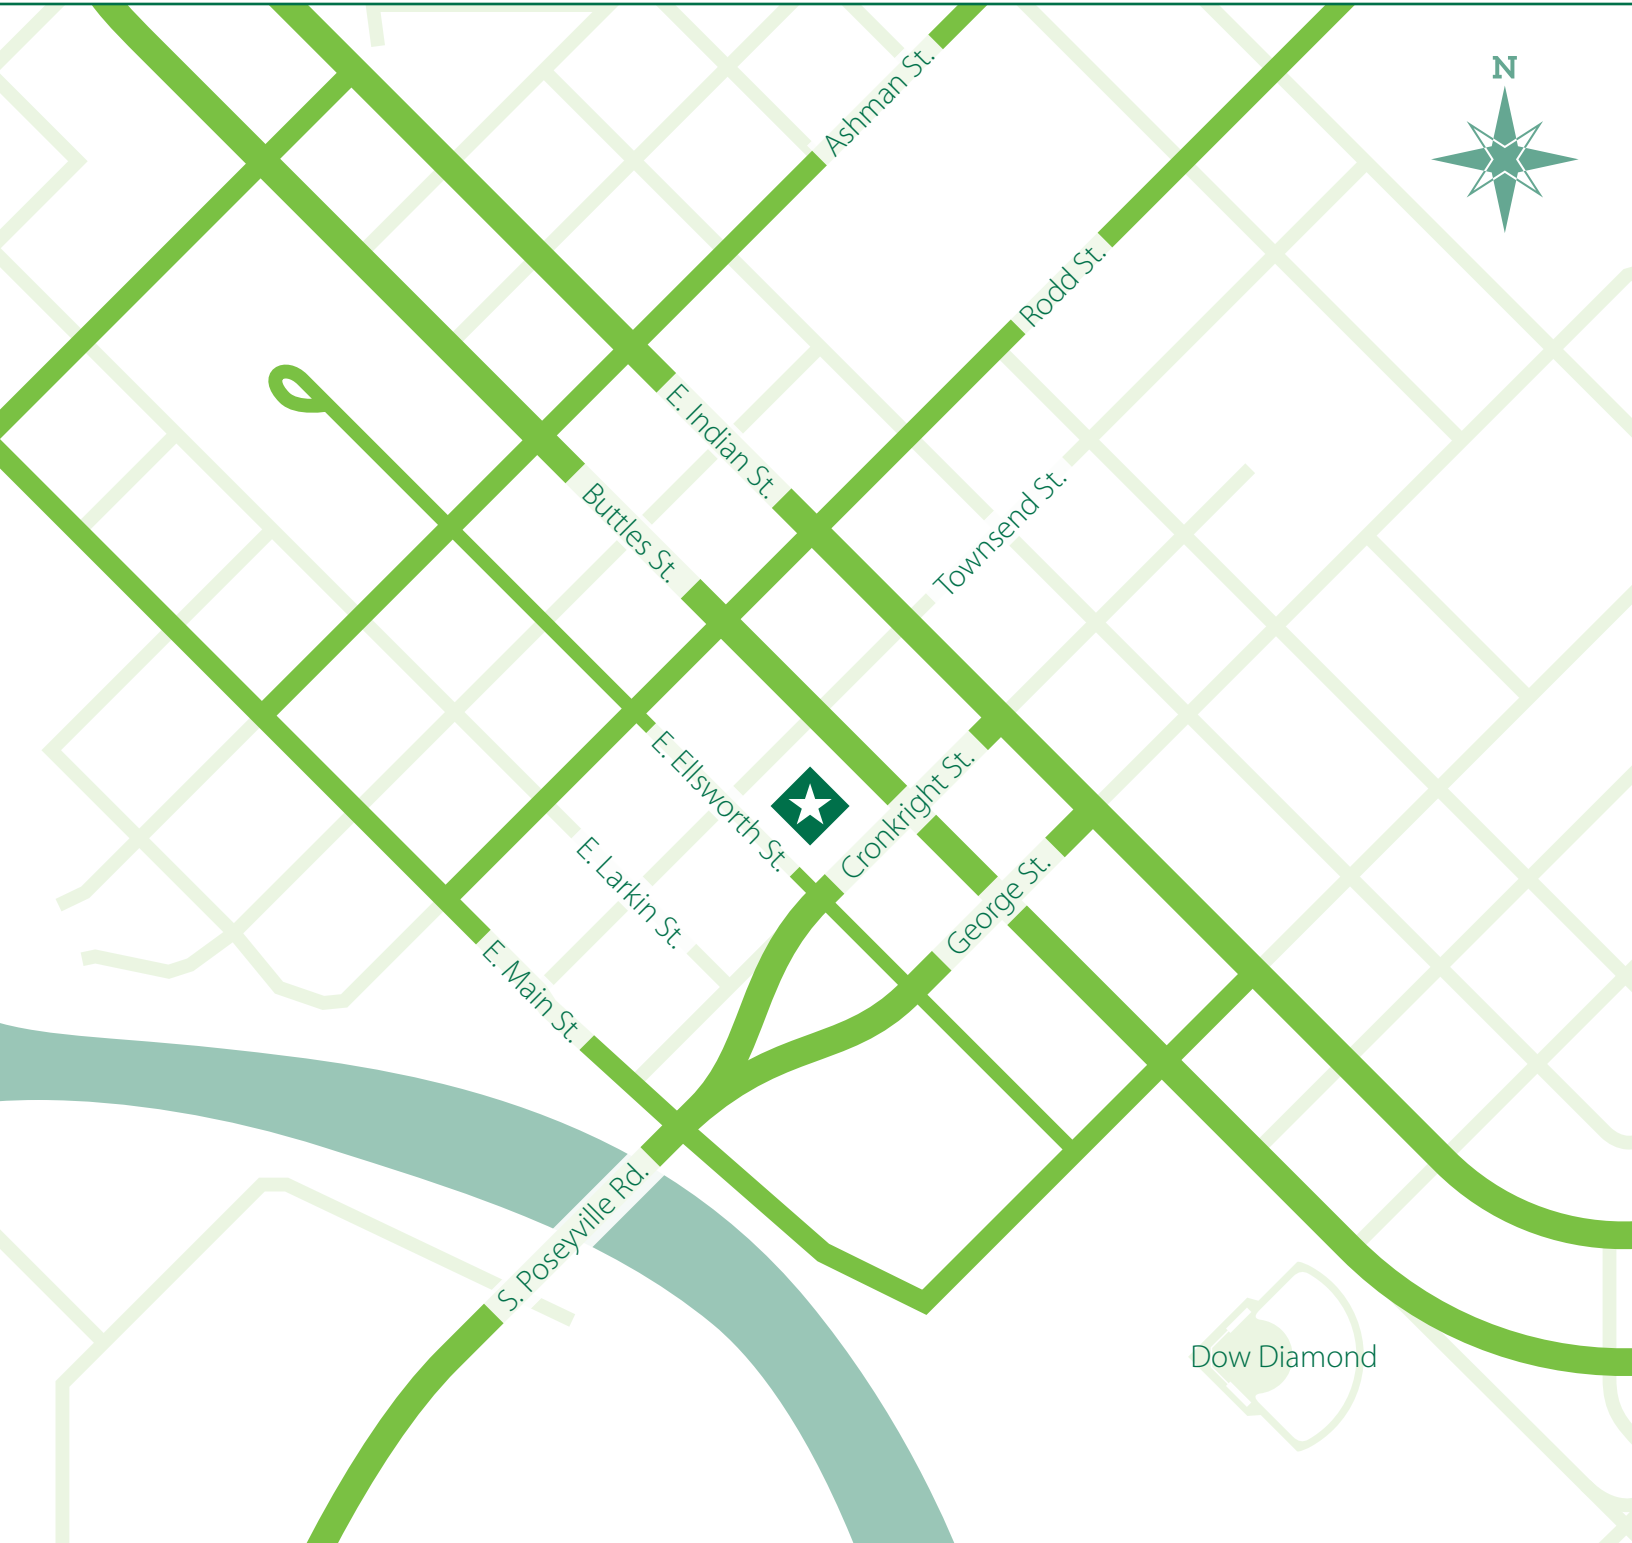 N
Ashman St.
Rodd St.
E. Indian St.
Buttles St.
Townsend St.
E. Ellsworth St.
Cronkright St.
E. Larkin St.
George St.
E. Main St.
S. Poseyville Rd.
Dow Diamond